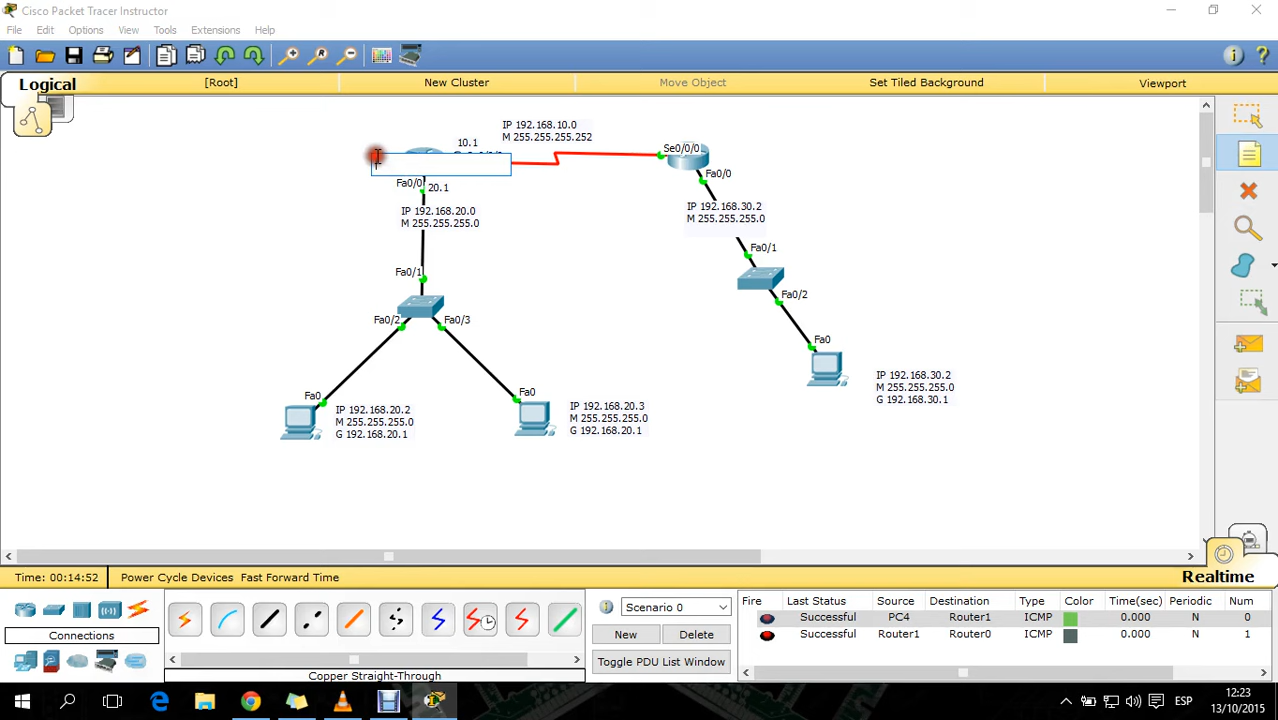 Cisco Packet Tracer Instructor
File Edit Options View Tools Extensions Help
Logical [Root] New Cluster Move Object Set Tiled Background Viewport
IP 192.168.10.0
M 255.255.255.252
10.1
Se0/0/0
Fa0/0
20.1
Fa0/0
IP 192.168.20.0
M 255.255.255.0
IP 192.168.30.2
M 255.255.255.0
Fa0/1
Fa0/1
Fa0/2
Fa0/2 Fa0/3
Fa0
Fa0
Fa0
IP 192.168.30.2
M 255.255.255.0
G 192.168.30.1
IP 192.168.20.2
M 255.255.255.0
G 192.168.20.1
IP 192.168.20.3
M 255.255.255.0
G 192.168.20.1
Time: 00:14:52 Power Cycle Devices Fast Forward Time
Realtime
Connections
Copper Straight-Through
Scenario 0
New Delete
Toggle PDU List Window
Fire Last Status Source Destination Type Color Time(sec) Periodic Num
Successful PC4 Router1 ICMP 0.000 N 0
Successful Router1 Router0 ICMP 0.000 N 1
ESP
12:23
13/10/2015